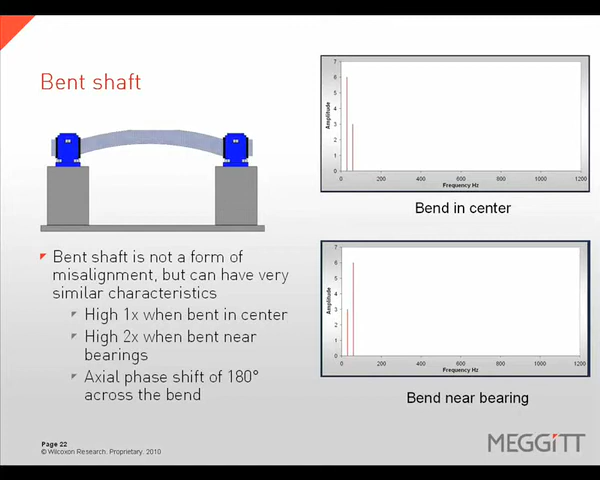 Bent shaft
Bent shaft is not a form of
misalignment, but can have very
similar characteristics
High 1x when bent in center
High 2x when bent near
bearings
Axial phase shift of 180°
across the bend
Amplitude
7
6
5
4
3
2
1
0
0 200 400 600 800 1000 1200
Frequency Hz
Bend in center
Amplitude
7
6
5
4
3
2
1
0
0 200 400 600 800 1000 1200
Frequency Hz
Bend near bearing
Page 22
© Wilcoxon Research. Proprietary. 2010
MEGGITT